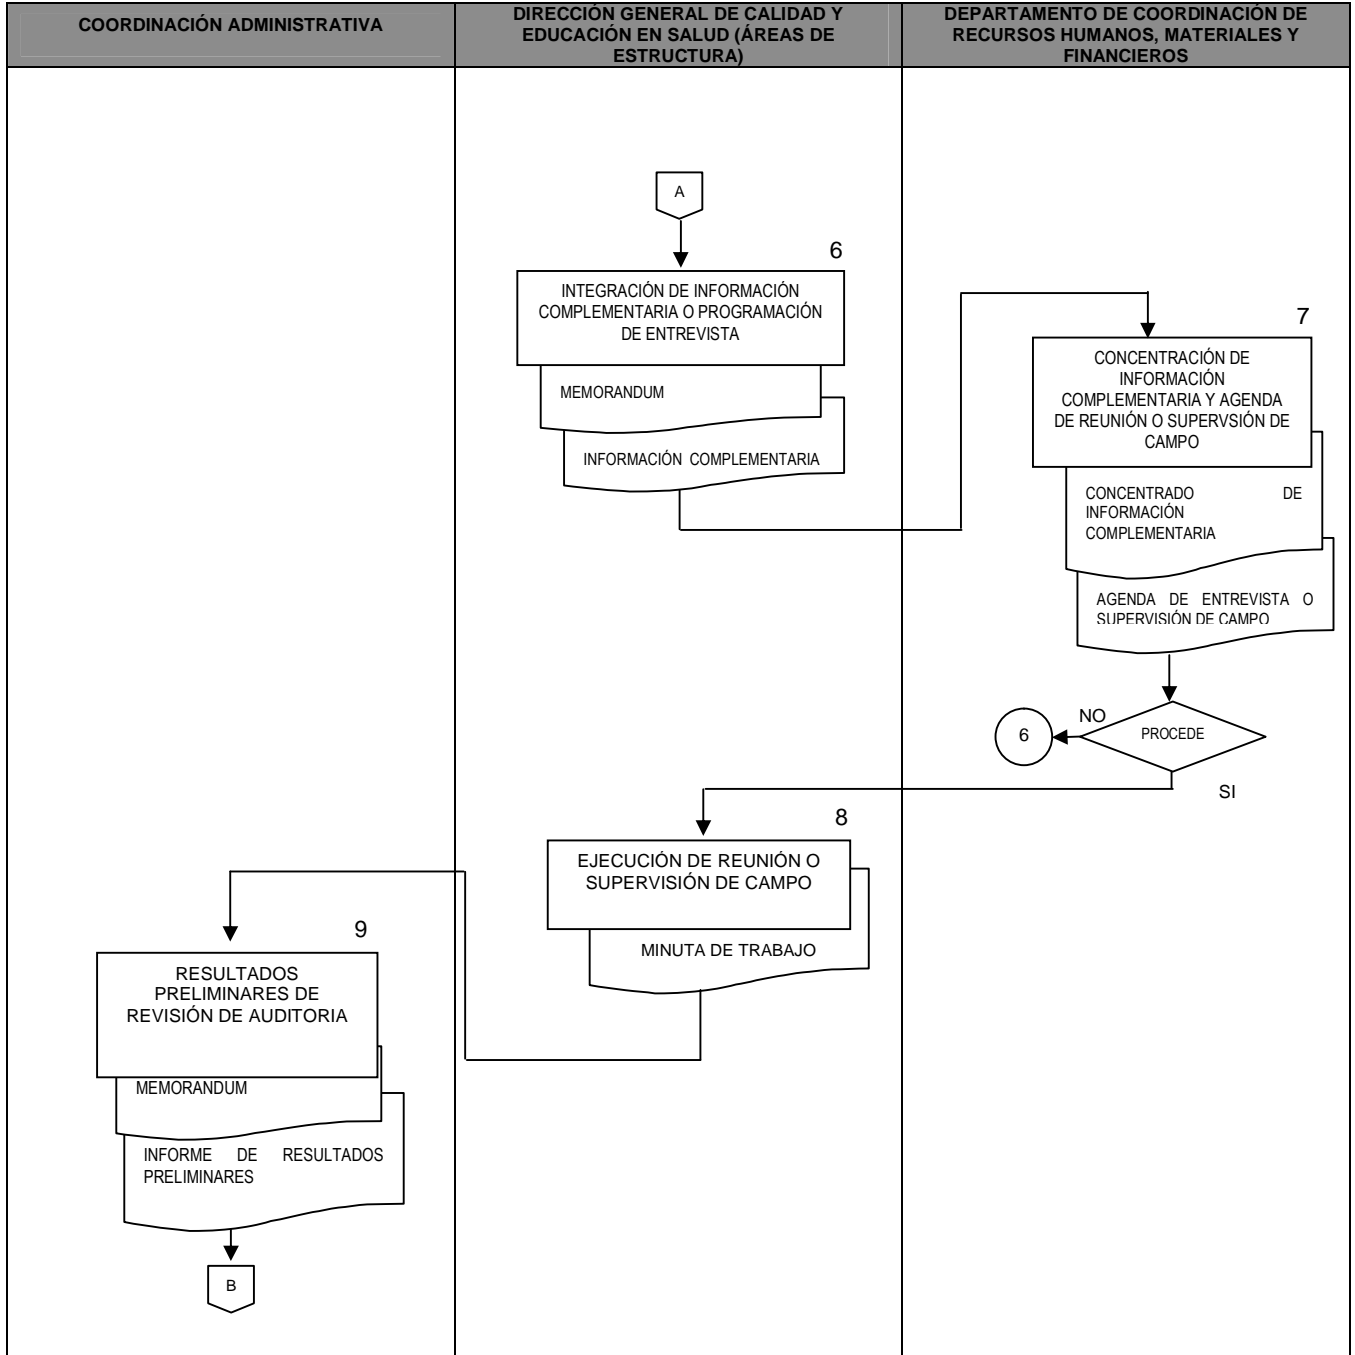 COORDINACIÓN ADMINISTRATIVA
DIRECCIÓN GENERAL DE CALIDAD Y
EDUCACIÓN EN SALUD (ÁREAS DE
ESTRUCTURA)
DEPARTAMENTO DE COORDINACIÓN DE
RECURSOS HUMANOS, MATERIALES Y
FINANCIEROS
A
6
INTEGRACIÓN DE INFORMACIÓN
COMPLEMENTARIA O PROGRAMACIÓN
DE ENTREVISTA
MEMORANDUM
INFORMACIÓN COMPLEMENTARIA
7
CONCENTRACIÓN DE
INFORMACIÓN
COMPLEMENTARIA Y AGENDA
DE REUNIÓN O SUPERVSIÓN DE
CAMPO
CONCENTRADO DE
INFORMACIÓN
COMPLEMENTARIA
AGENDA DE ENTREVISTA O
SUPERVISIÓN DE CAMPO
PROCEDE
NO
6
SI
8
EJECUCIÓN DE REUNIÓN O
SUPERVISIÓN DE CAMPO
MINUTA DE TRABAJO
9
RESULTADOS
PRELIMINARES DE
REVISIÓN DE AUDITORIA
MEMORANDUM
INFORME DE RESULTADOS
PRELIMINARES
B